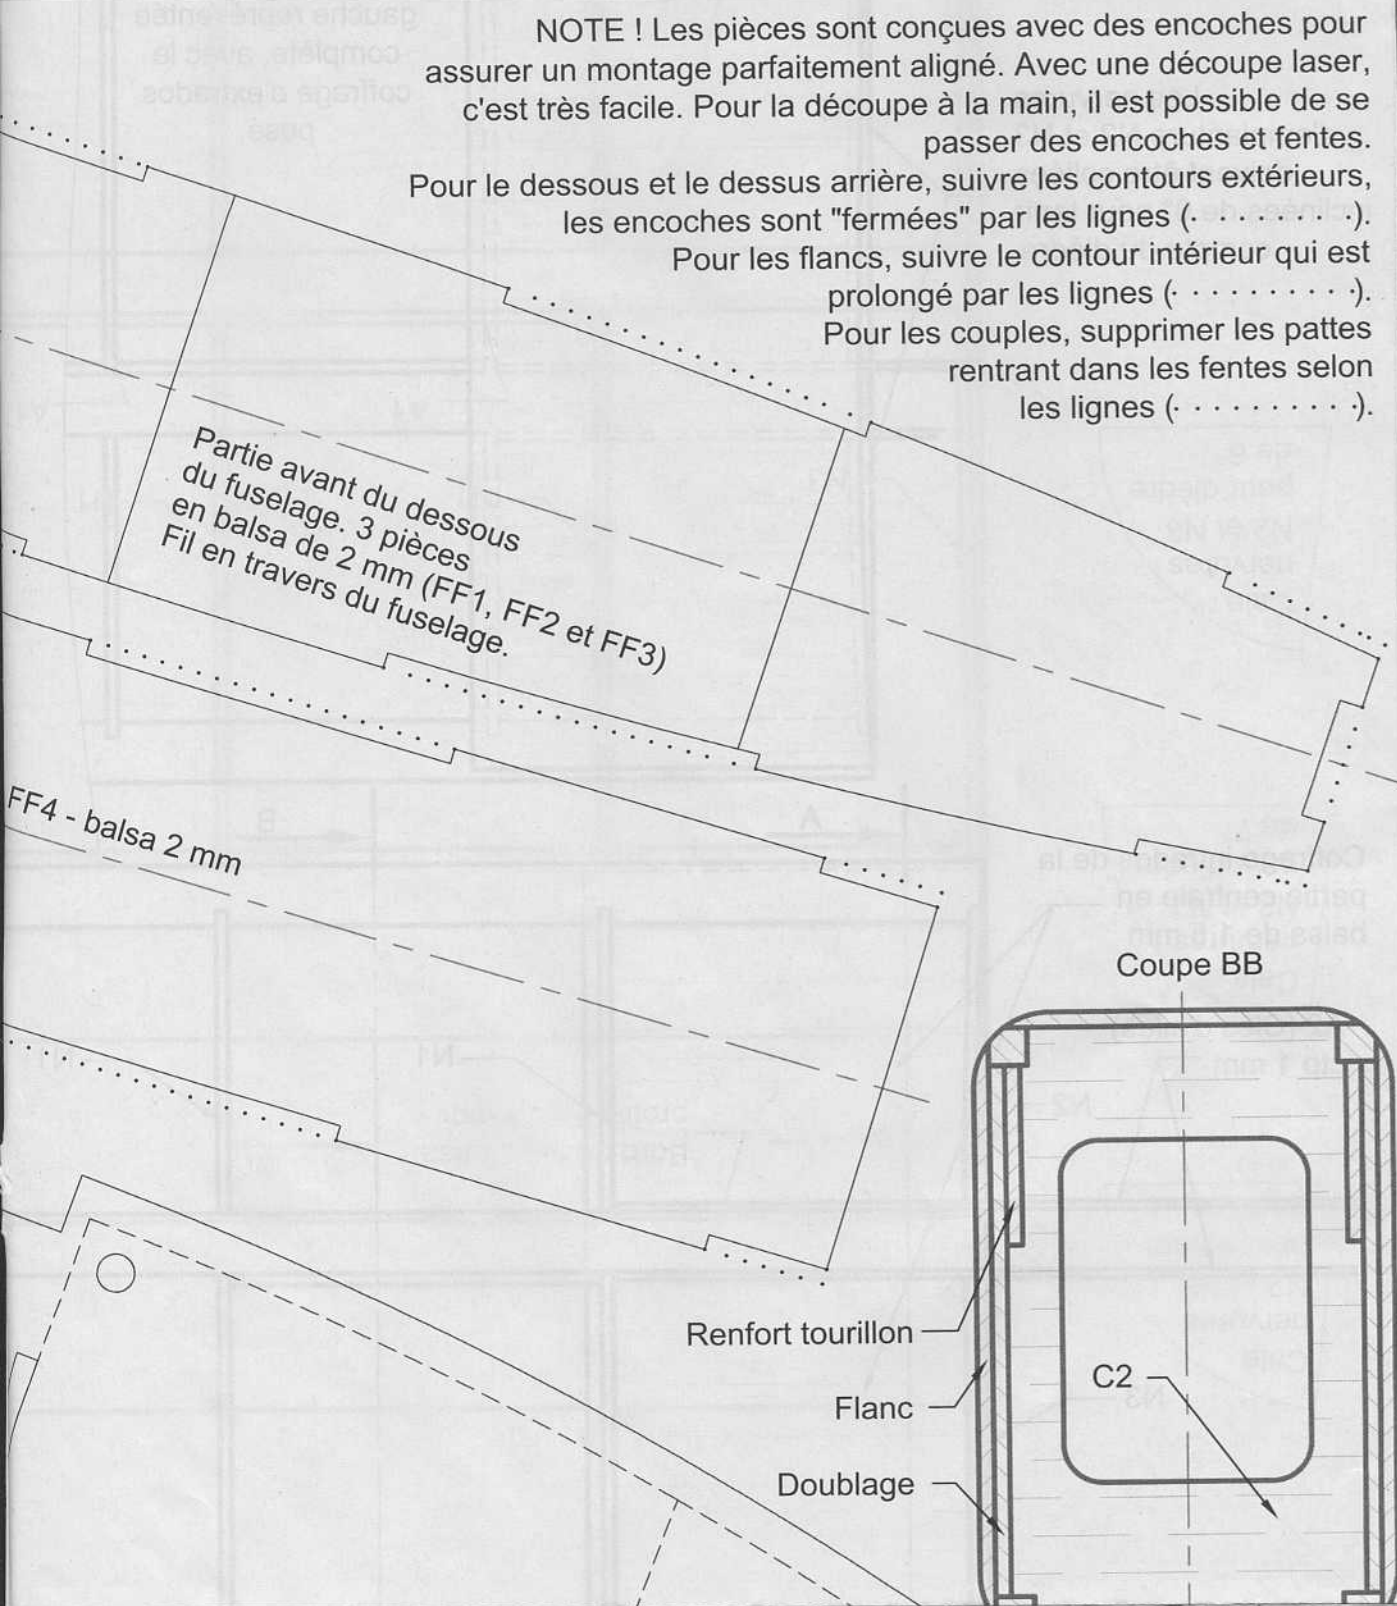 NOTE ! Les pièces sont conçues avec des encoches pour
assurer un montage parfaitement aligné. Avec une découpe laser,
c'est très facile. Pour la découpe à la main, il est possible de se
passer des encoches et fentes.
Pour le dessous et le dessus arrière, suivre les contours extérieurs,
les encoches sont "fermées" par les lignes (· · · · · · · · · ·).
Pour les flancs, suivre le contour intérieur qui est
prolongé par les lignes (· · · · · · · · · ·).
Pour les couples, supprimer les pattes
rentrant dans les fentes selon
les lignes (· · · · · · · · · ·).
Partie avant du dessous
du fuselage. 3 pièces
en balsa de 2 mm (FF1, FF2 et FF3)
Fil en travers du fuselage.
FF4 - balsa 2 mm
Coupe BB
Renfort tourillon
Flanc
C2
Doublage